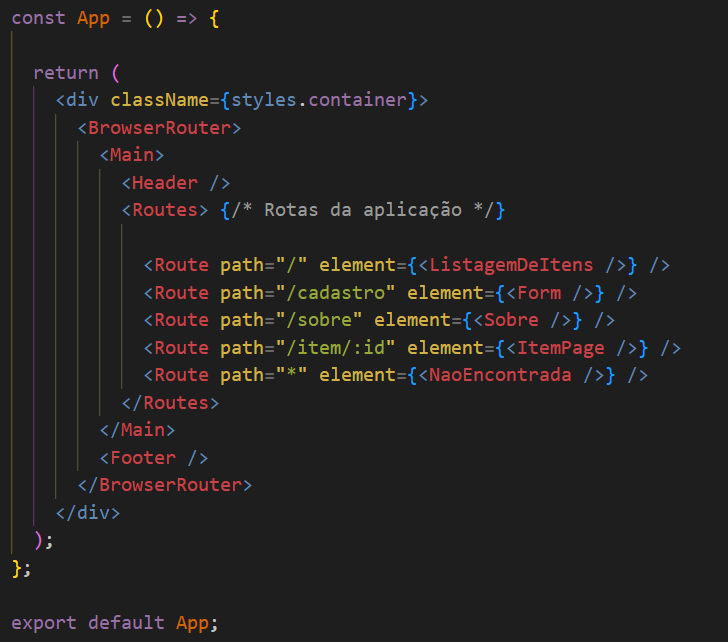 const App = () => {
return (
<div className={styles.container}>
<BrowserRouter>
<Main>
<Header />
<Routes> {/* Rotas da aplicação */}
<Route path="/" element={<ListagemDeItens />} />
<Route path="/cadastro" element={<Form />} />
<Route path="/sobre" element={<Sobre />} />
<Route path="/item/:id" element={<ItemPage />} />
<Route path="*" element={<NaoEncontrada />} />
</Routes>
</Main>
<Footer />
</BrowserRouter>
</div>
);
};
export default App;